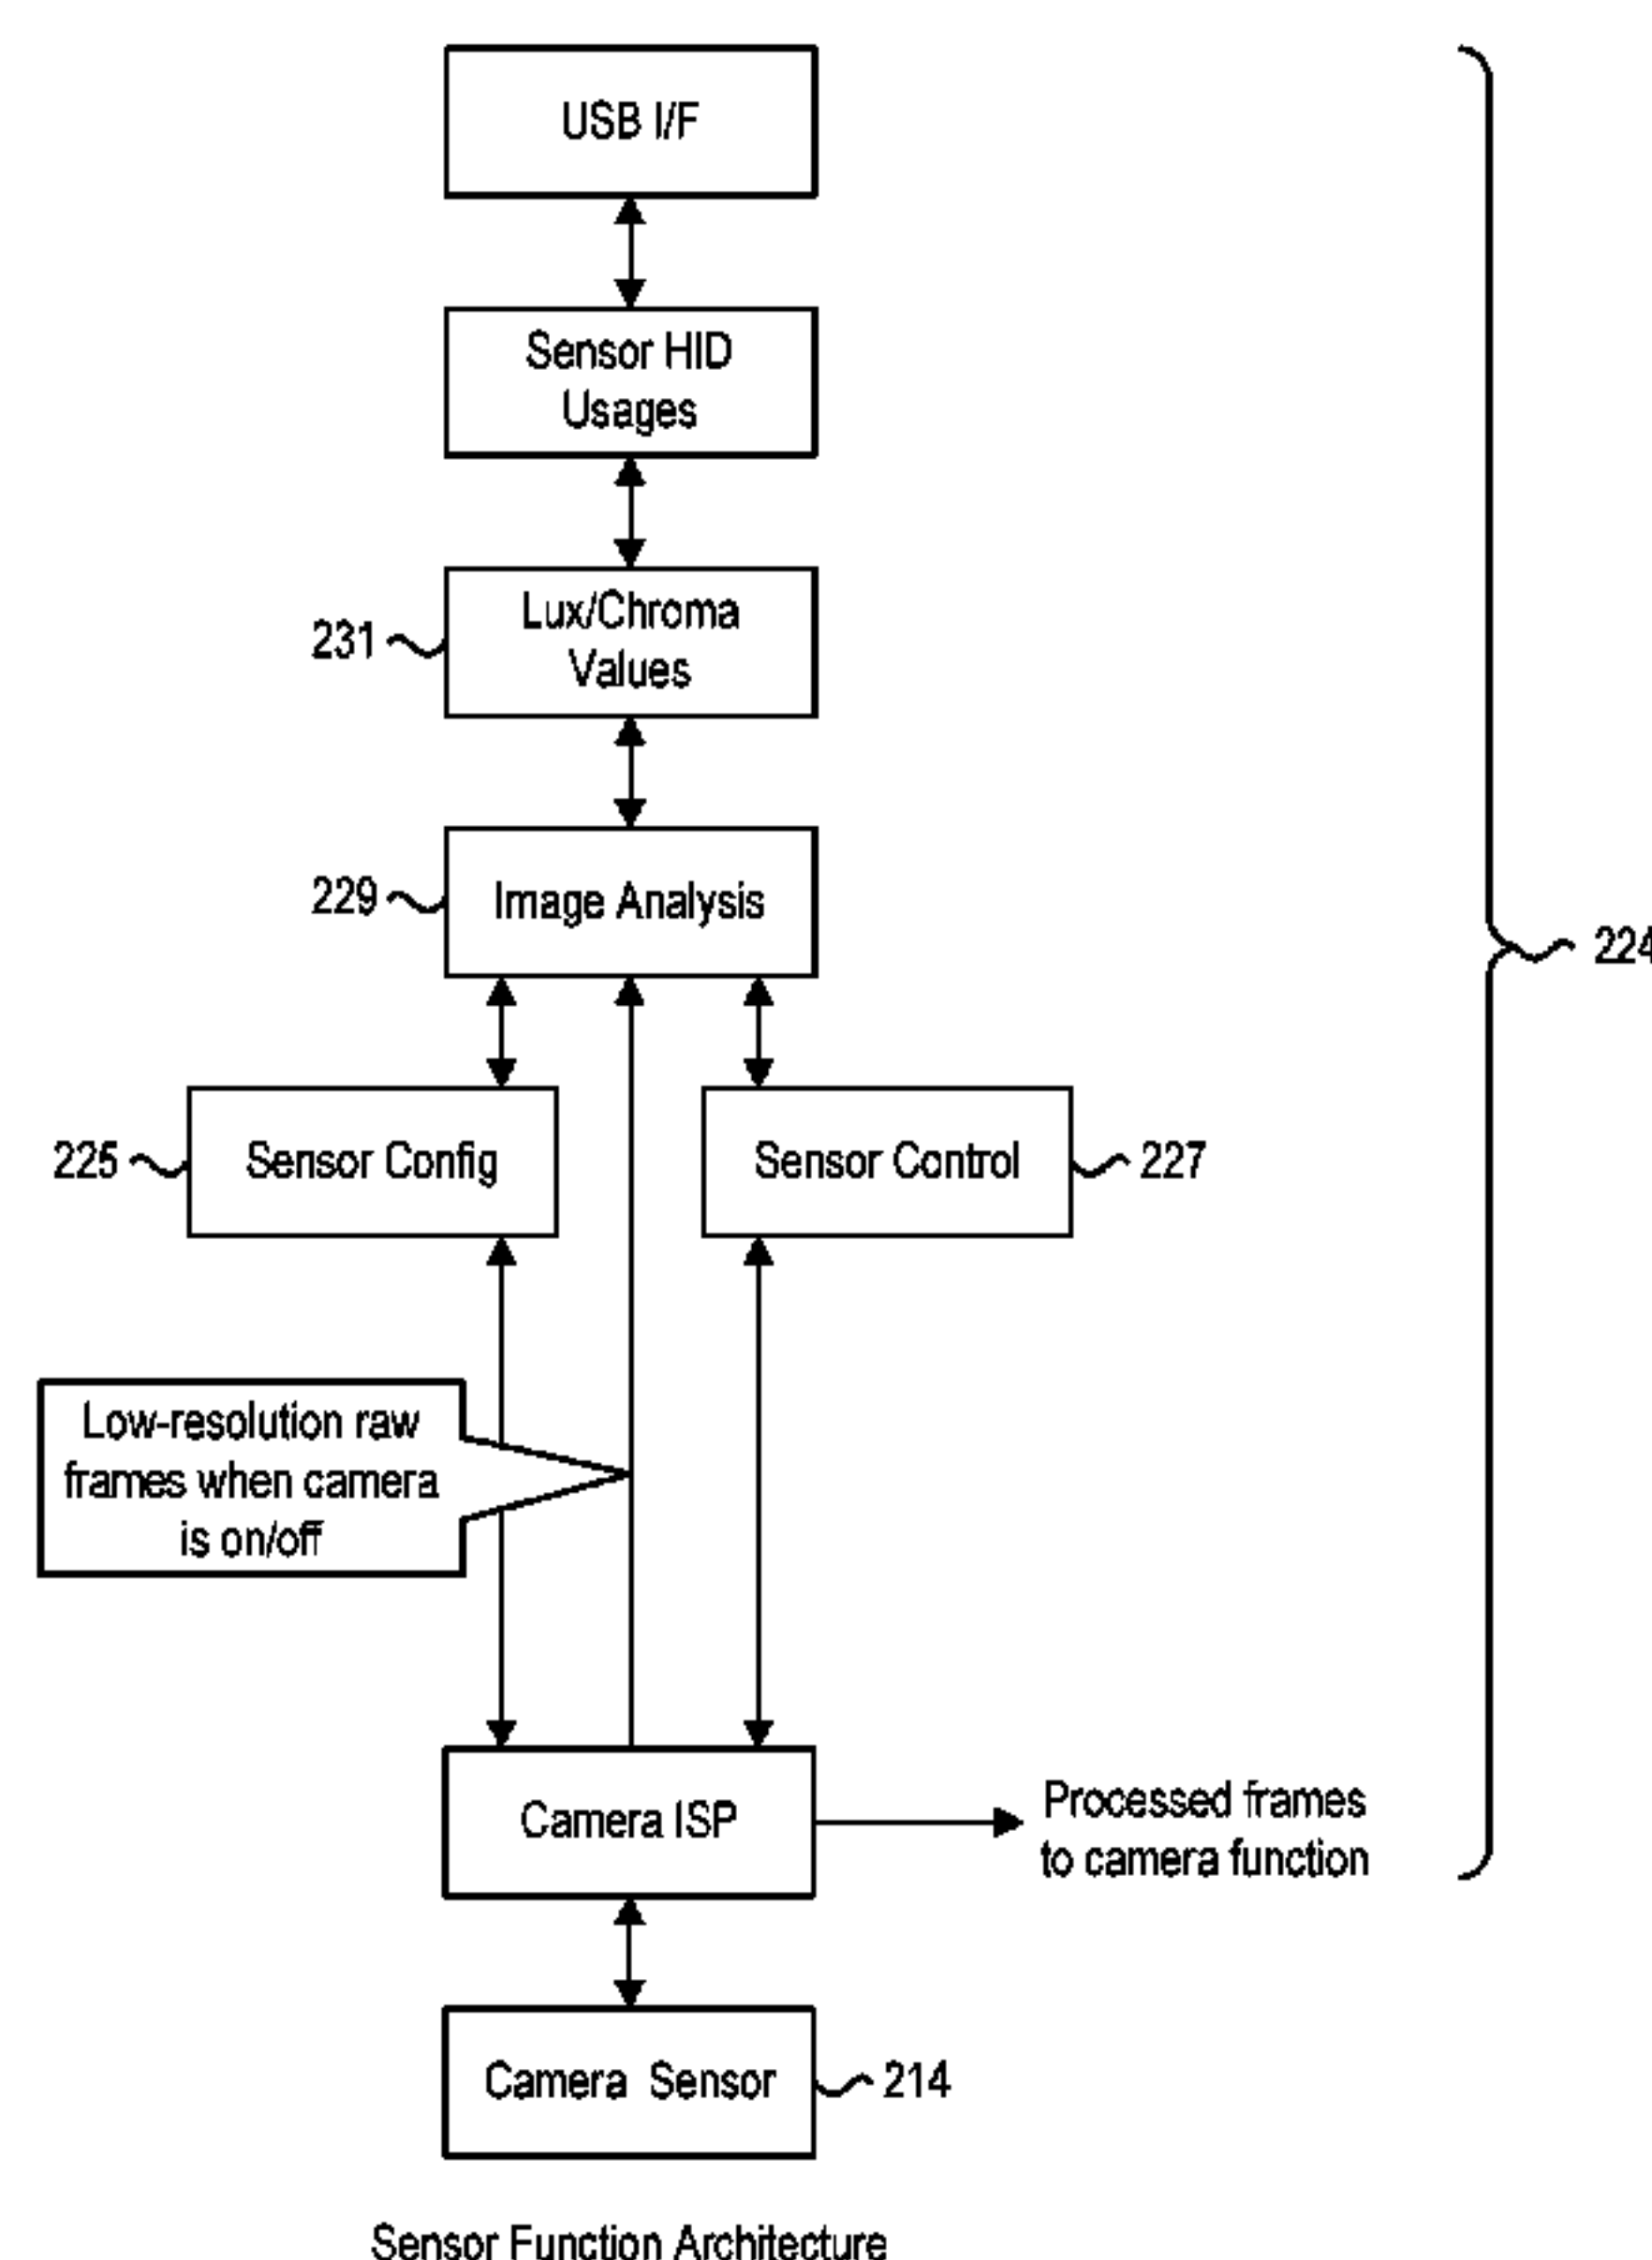 USB I/F
Sensor HID
Usages
Lux/Chroma
Values
231
Image Analysis
229
224
Sensor Config
225
Sensor Control
227
Low-resolution raw
frames when camera
is on/off
Camera ISP
Processed frames
to camera function
Camera Sensor
214
Sensor Function Architecture